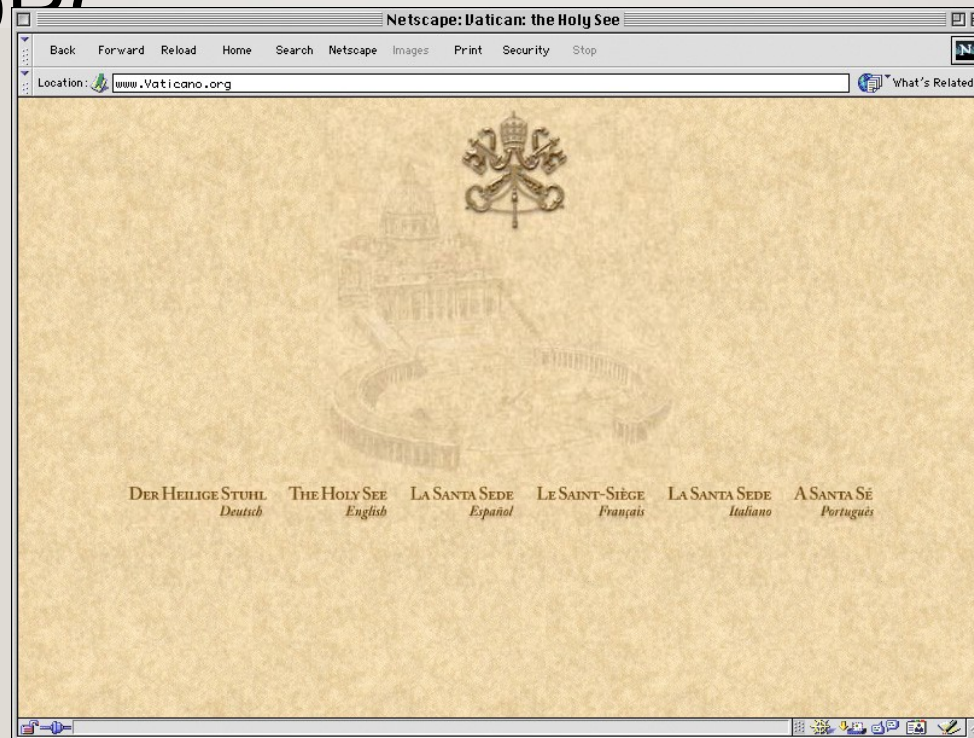 Netscape: Vatican: the Holy See
Back Forward Reload Home Search Netscape Images Print Security Stop
N
Location: www.Vaticano.org What's Related
DER HEILIGE STUHL THE HOLY SEE LA SANTA SEDE LE SAINT-SIÈGE LA SANTA SEDE A SANTA SÉ
Deutsch English Español Français Italiano Português